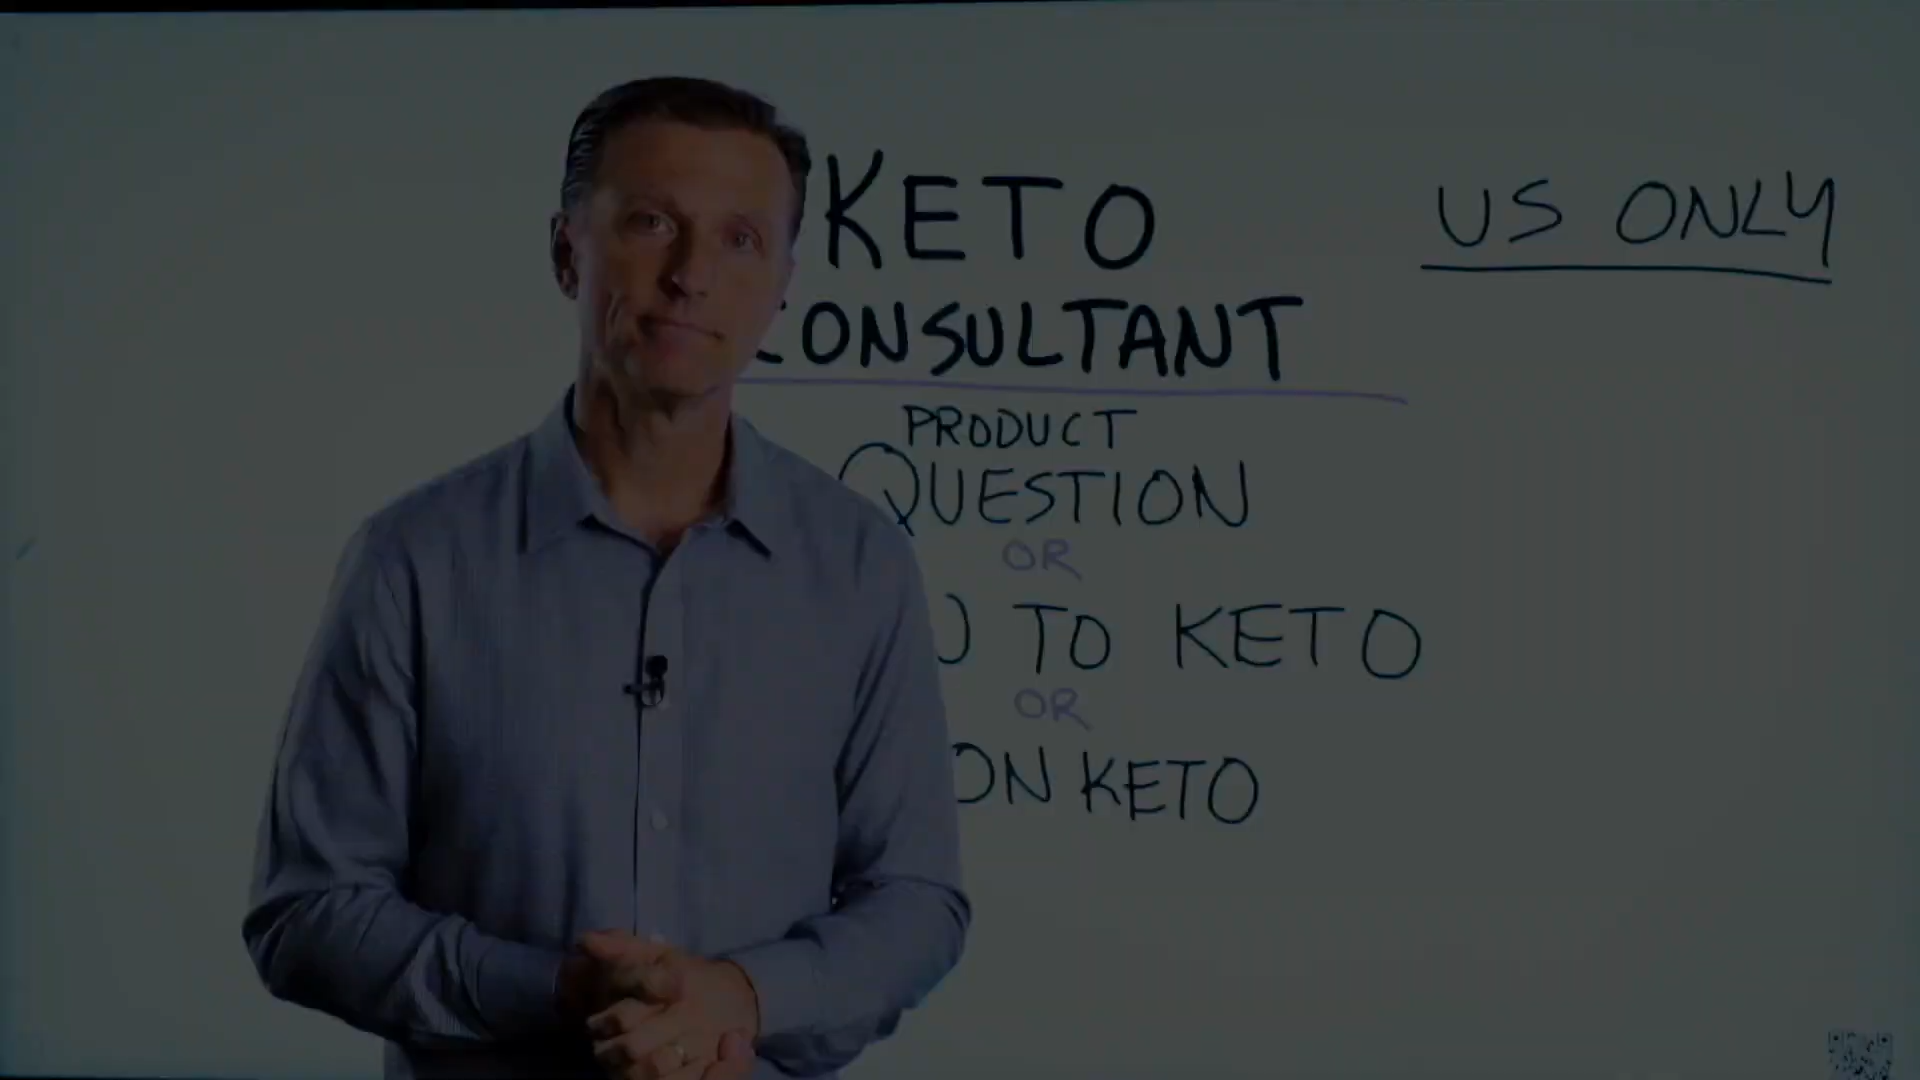 KETO
US ONLY
CONSULTANT
PRODUCT
QUESTION
OR
TO KETO
OR
ON KETO